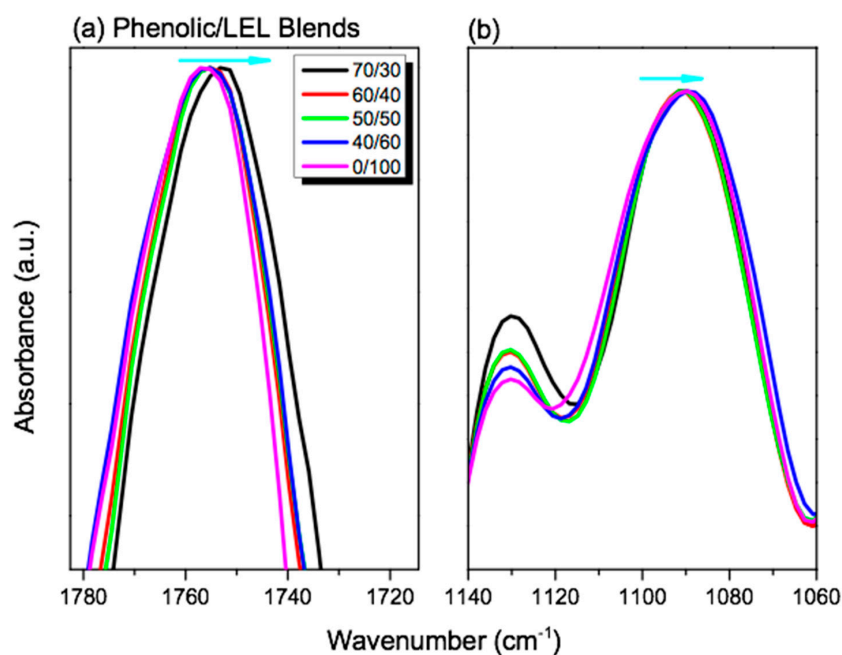 (a) Phenolic/LEL Blends
(b)
70/30
60/40
50/50
40/60
0/100
Absorbance (a.u.)
1780 1760 1740 1720
1140 1120 1100 1080 1060
Wavenumber (cm⁻¹)